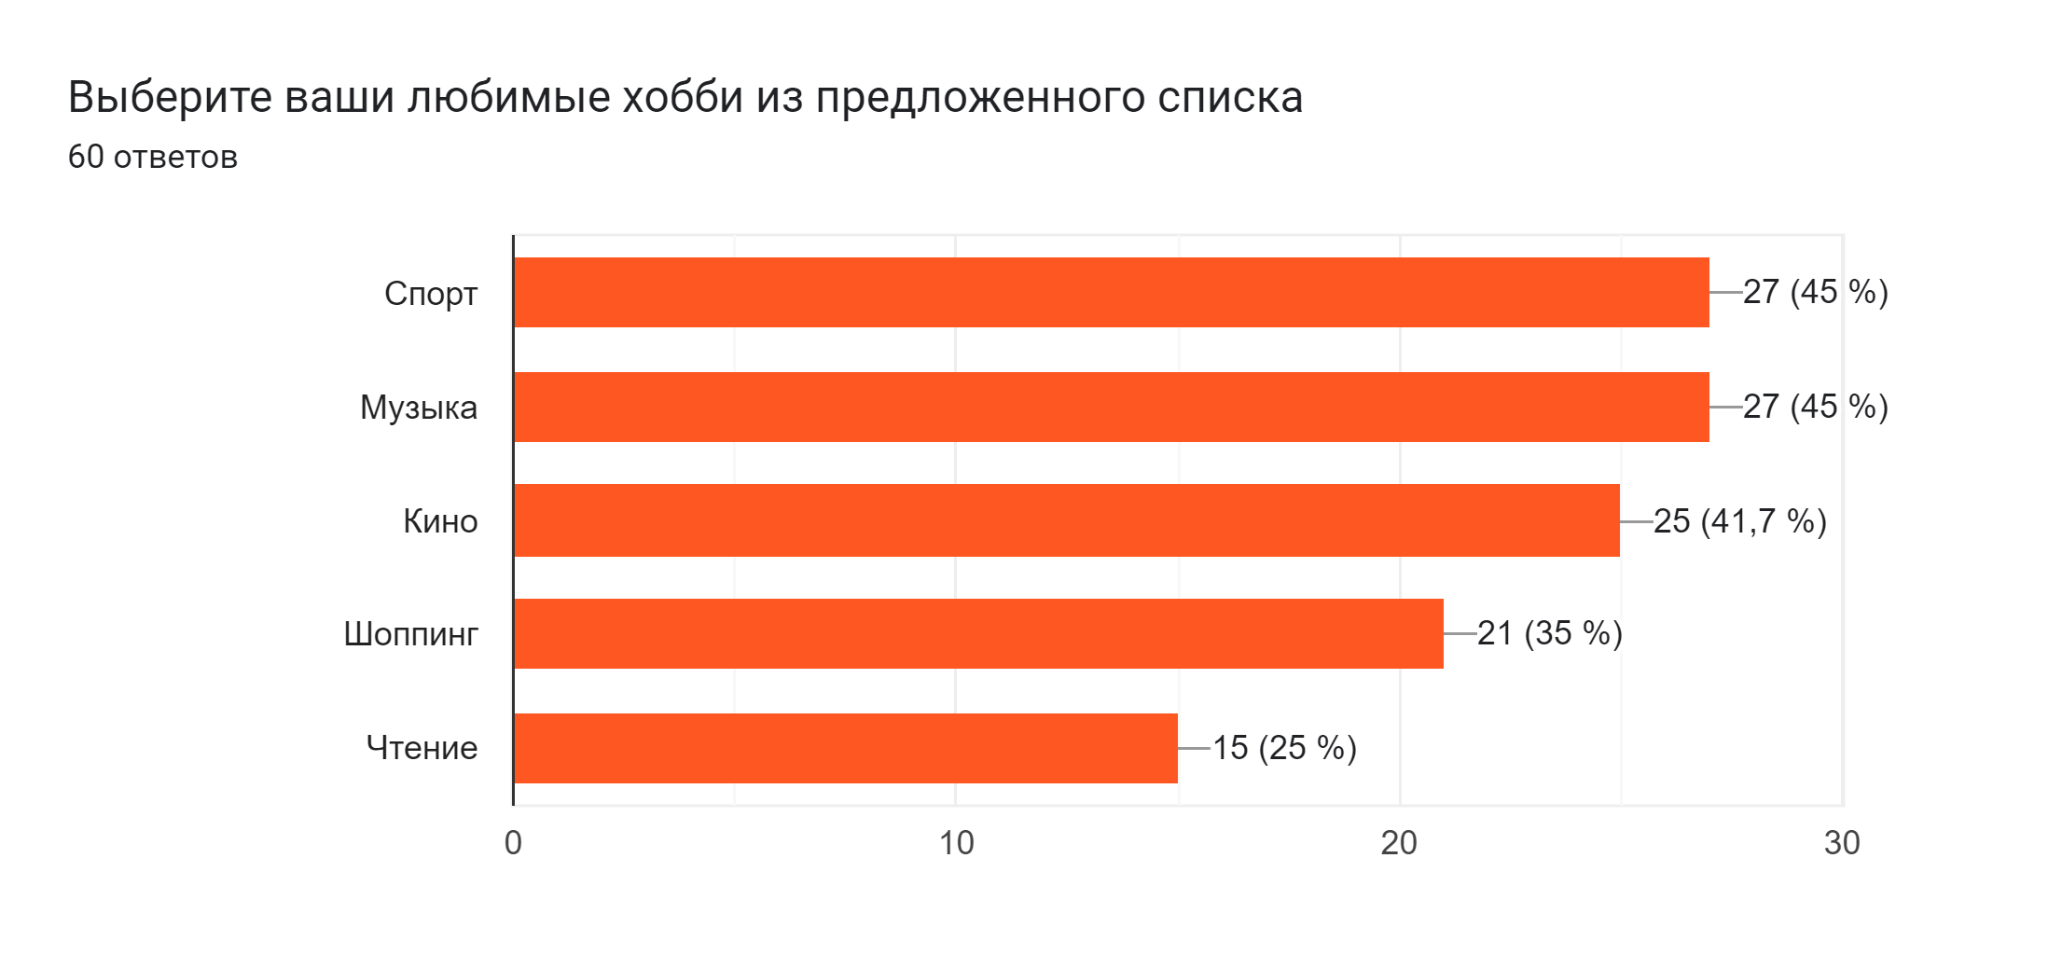 Выберите ваши любимые хобби из предложенного списка
60 ответов
Спорт 27 (45 %)
Музыка 27 (45 %)
Кино 25 (41,7 %)
Шоппинг 21 (35 %)
Чтение 15 (25 %)
0 10 20 30